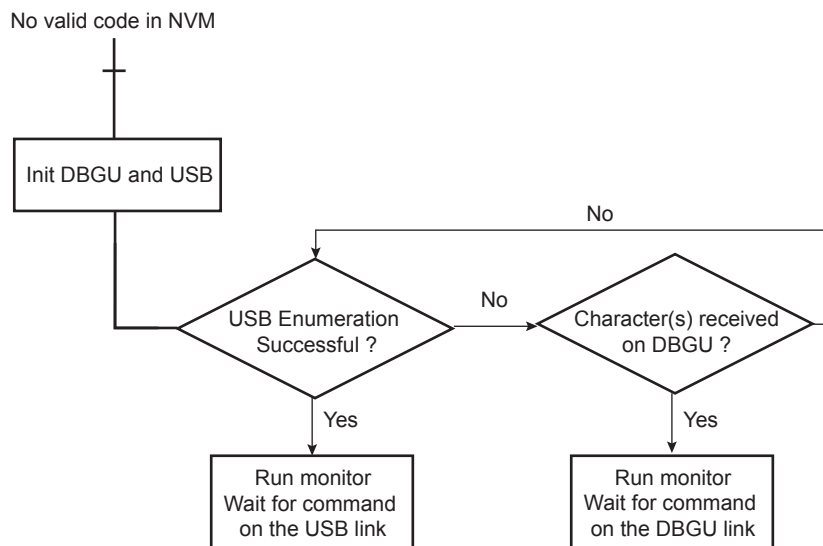 No valid code in NVM
Init DBGU and USB
No
USB Enumeration
Successful ?
No
Character(s) received
on DBGU ?
Yes
Yes
Run monitor
Wait for command
on the USB link
Run monitor
Wait for command
on the DBGU link